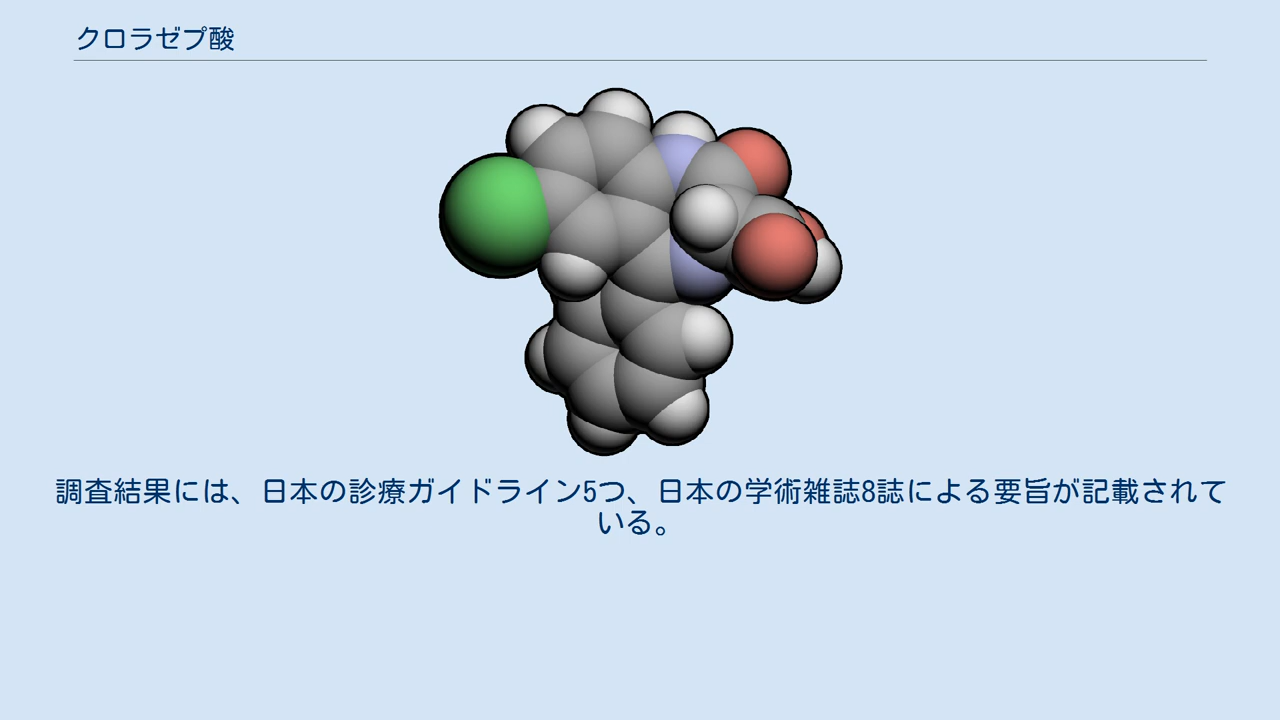 クロラゼプ酸
調査結果には、日本の診療ガイドライン5つ、日本の学術雑誌8誌による要旨が記載されて
いる。